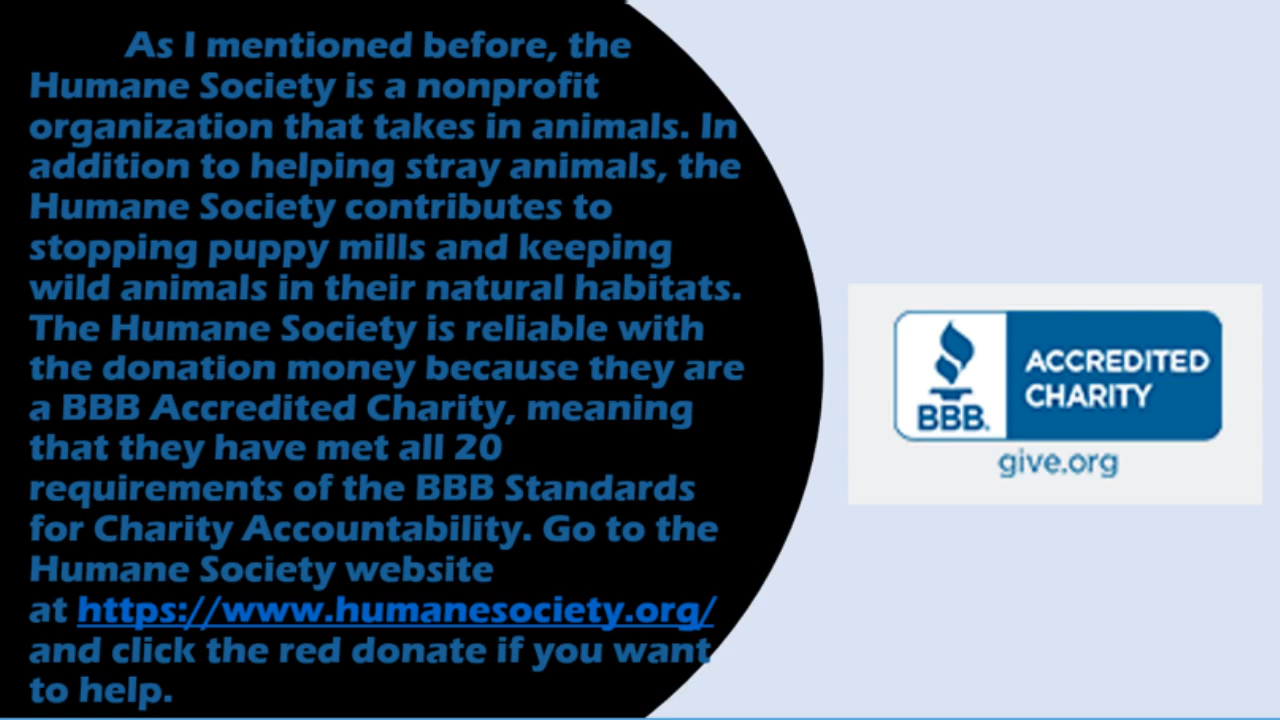 As I mentioned before, the
Humane Society is a nonprofit
organization that takes in animals. In
addition to helping stray animals, the
Humane Society contributes to
stopping puppy mills and keeping
wild animals in their natural habitats.
The Humane Society is reliable with
the donation money because they are
a BBB Accredited Charity, meaning
that they have met all 20
requirements of the BBB Standards
for Charity Accountability. Go to the
Humane Society website
at https://www.humanesociety.org/
and click the red donate if you want
to help.
ACCREDITED
CHARITY
BBB.
give.org